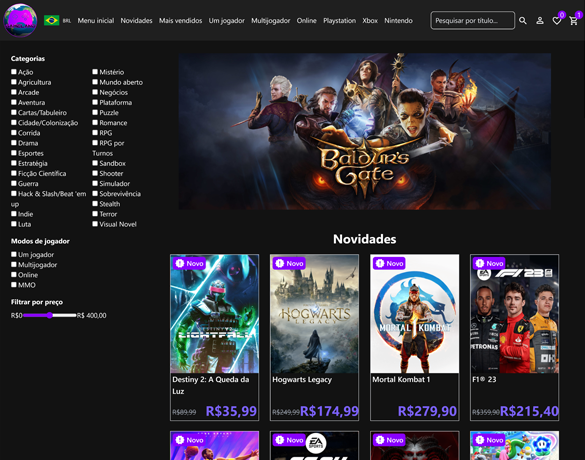 BRL Menu inicial Novidades Mais vendidos Um jogador Multijogador Online Playstation Xbox Nintendo Pesquisar por título... 0 1
Categorias
Ação
Agricultura
Arcade
Aventura
Cartas/Tabuleiro
Cidade/Colonização
Corrida
Drama
Esportes
Estratégia
Ficção Científica
Guerra
Hack & Slash/Beat 'em
up
Indie
Luta
Mistério
Mundo aberto
Negócios
Plataforma
Puzzle
Romance
RPG
RPG por
Turnos
Sandbox
Shooter
Simulador
Sobrevivência
Stealth
Terror
Visual Novel
Modos de jogador
Um jogador
Multijogador
Online
MMO
Filtrar por preço
R$0 R$ 400,00
BALDUR'S
GATE
Novidades
Novo
DESTINY 2
LIGHTFALL
Destiny 2: A Queda da
Luz
R$89,99 R$35,99
Novo
HOGWARTS
LEGACY
Hogwarts Legacy
R$249,99 R$174,99
Novo
MORTAL KOMBAT
Mortal Kombat 1
R$279,90
Novo
EA SPORTS
F1 23
PETRONAS
F1® 23
R$359,90 R$215,40
Novo
Novo
EA
SPORTS
Novo
Novo